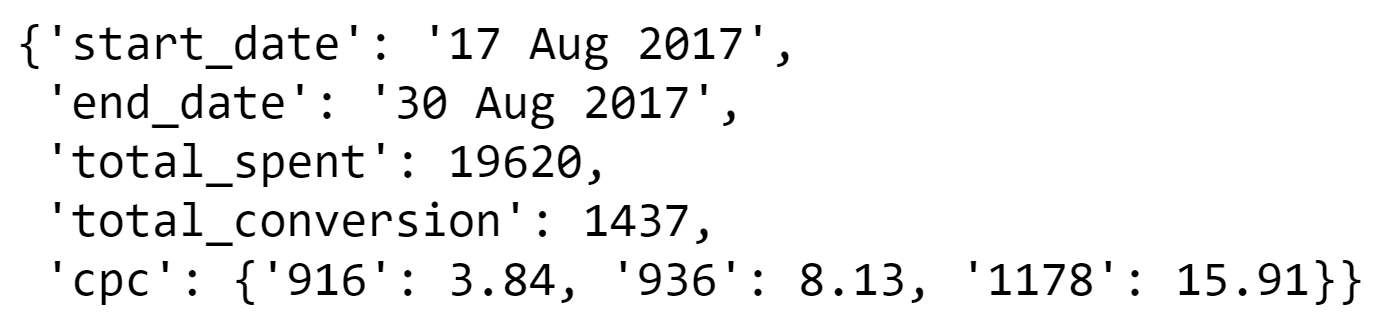 {'start_date': '17 Aug 2017',
 'end_date': '30 Aug 2017',
 'total_spent': 19620,
 'total_conversion': 1437,
 'cpc': {'916': 3.84, '936': 8.13, '1178': 15.91}}